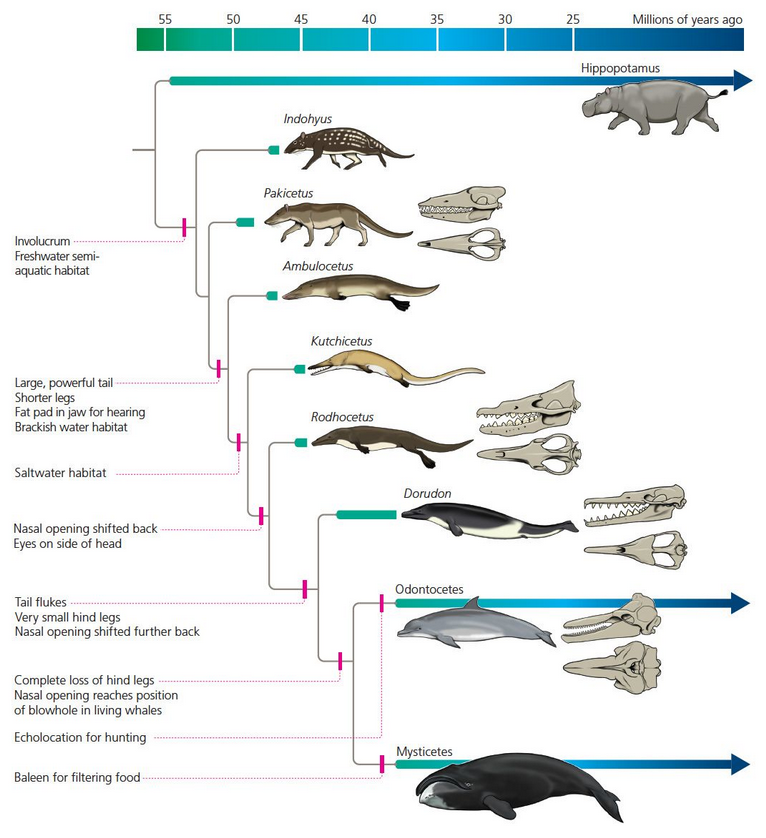 55 50 45 40 35 30 25 Millions of years ago
Hippopotamus
Indohyus
Pakicetus
Involucrum
Freshwater semi-
aquatic habitat
Ambulocetus
Kutchicetus
Large, powerful tail
Shorter legs
Fat pad in jaw for hearing
Brackish water habitat
Rodhocetus
Saltwater habitat
Dorudon
Nasal opening shifted back
Eyes on side of head
Odontocetes
Tail flukes
Very small hind legs
Nasal opening shifted further back
Complete loss of hind legs
Nasal opening reaches position
of blowhole in living whales
Echolocation for hunting
Mysticetes
Baleen for filtering food